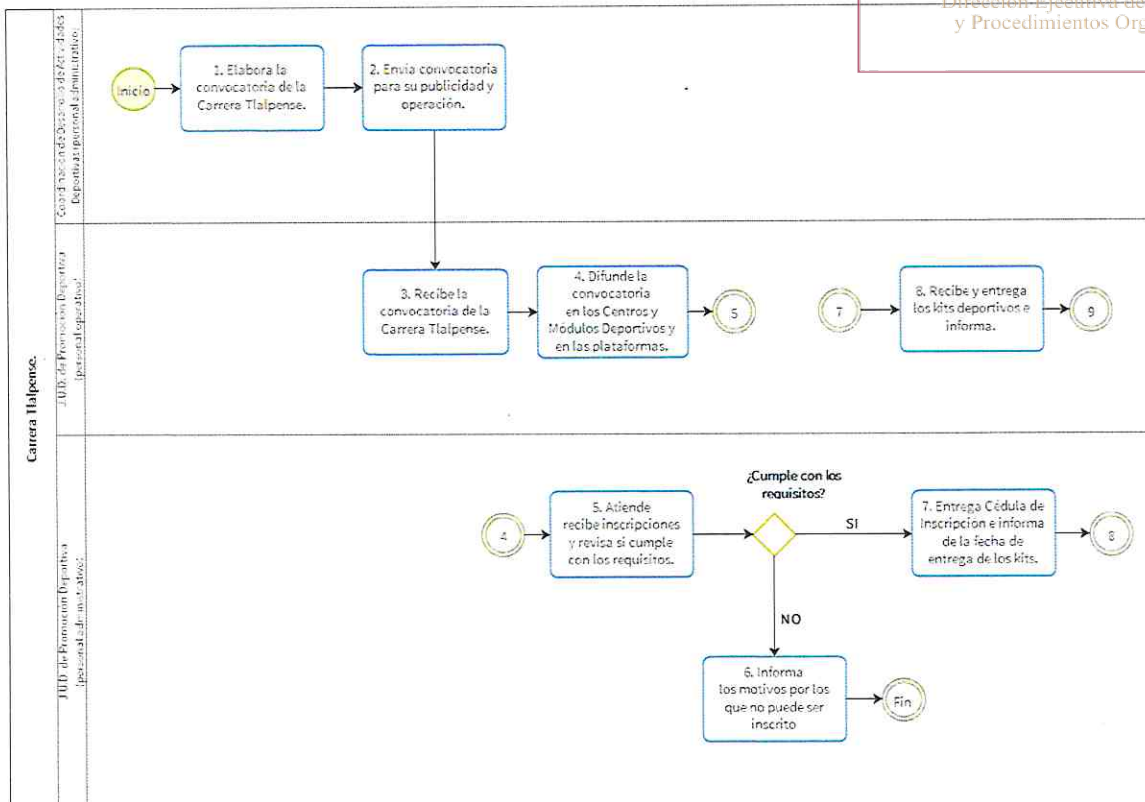 Dirección Ejecutiva de
y Procedimientos Org
Carrera Tlalpense.
Coordinación de Desarrollo de Actividades
Deportivas (personal administrativo)
Inicio
1. Elabora la
convocatoria de la
Carrera Tlalpense.
2. Envia convocatoria
para su publicidad y
operación.
J.U.D. de Promoción Deportiva
(personal operativo)
3. Recibe la
convocatoria de la
Carrera Tlalpense.
4. Difunde la
convocatoria
en los Centros y
Módulos Deportivos y
en las plataformas.
5
7
8. Recibe y entrega
los kits deportivos e
informa.
9
J.U.D. de Promoción Deportiva
(personal administrativo)
4
5. Atiende
recibe inscripciones
y revisa si cumple
con los requisitos.
¿Cumple con los
requisitos?
SI
7. Entrega Cédula de
Inscripción e informa
de la fecha de
entrega de los kits.
8
NO
6. Informa
los motivos por los
que no puede ser
inscrito
Fin